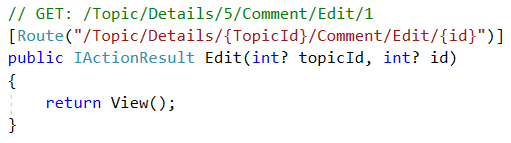 // GET: /Topic/Details/5/Comment/Edit/1
[Route("/Topic/Details/{TopicId}/Comment/Edit/{id}")]
public IActionResult Edit(int? topicId, int? id)
{
    return View();
}